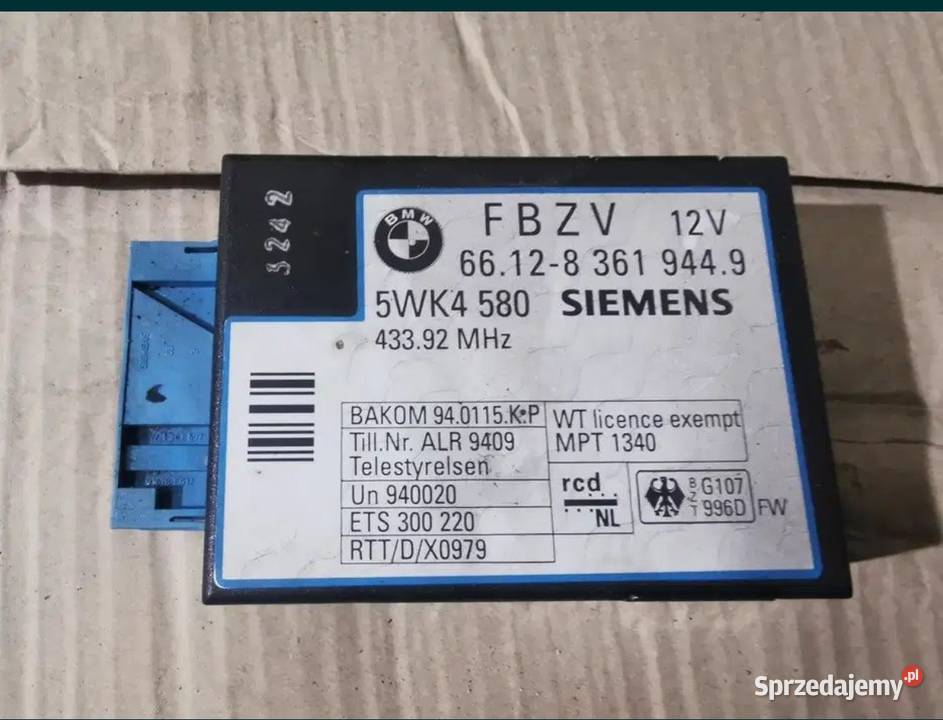 3242
BMW
FBZV 12V
66.12-8 361 944.9
5WK4 580 SIEMENS
433.92 MHz
BAKOM 94.0115.K.P
Till.Nr. ALR 9409
Telestyrelsen
Un 940020
ETS 300 220
RTT/D/X0979
WT licence exempt
MPT 1340
rcd
NL
BZT G107
996D FW
Sprzedajemy.pl